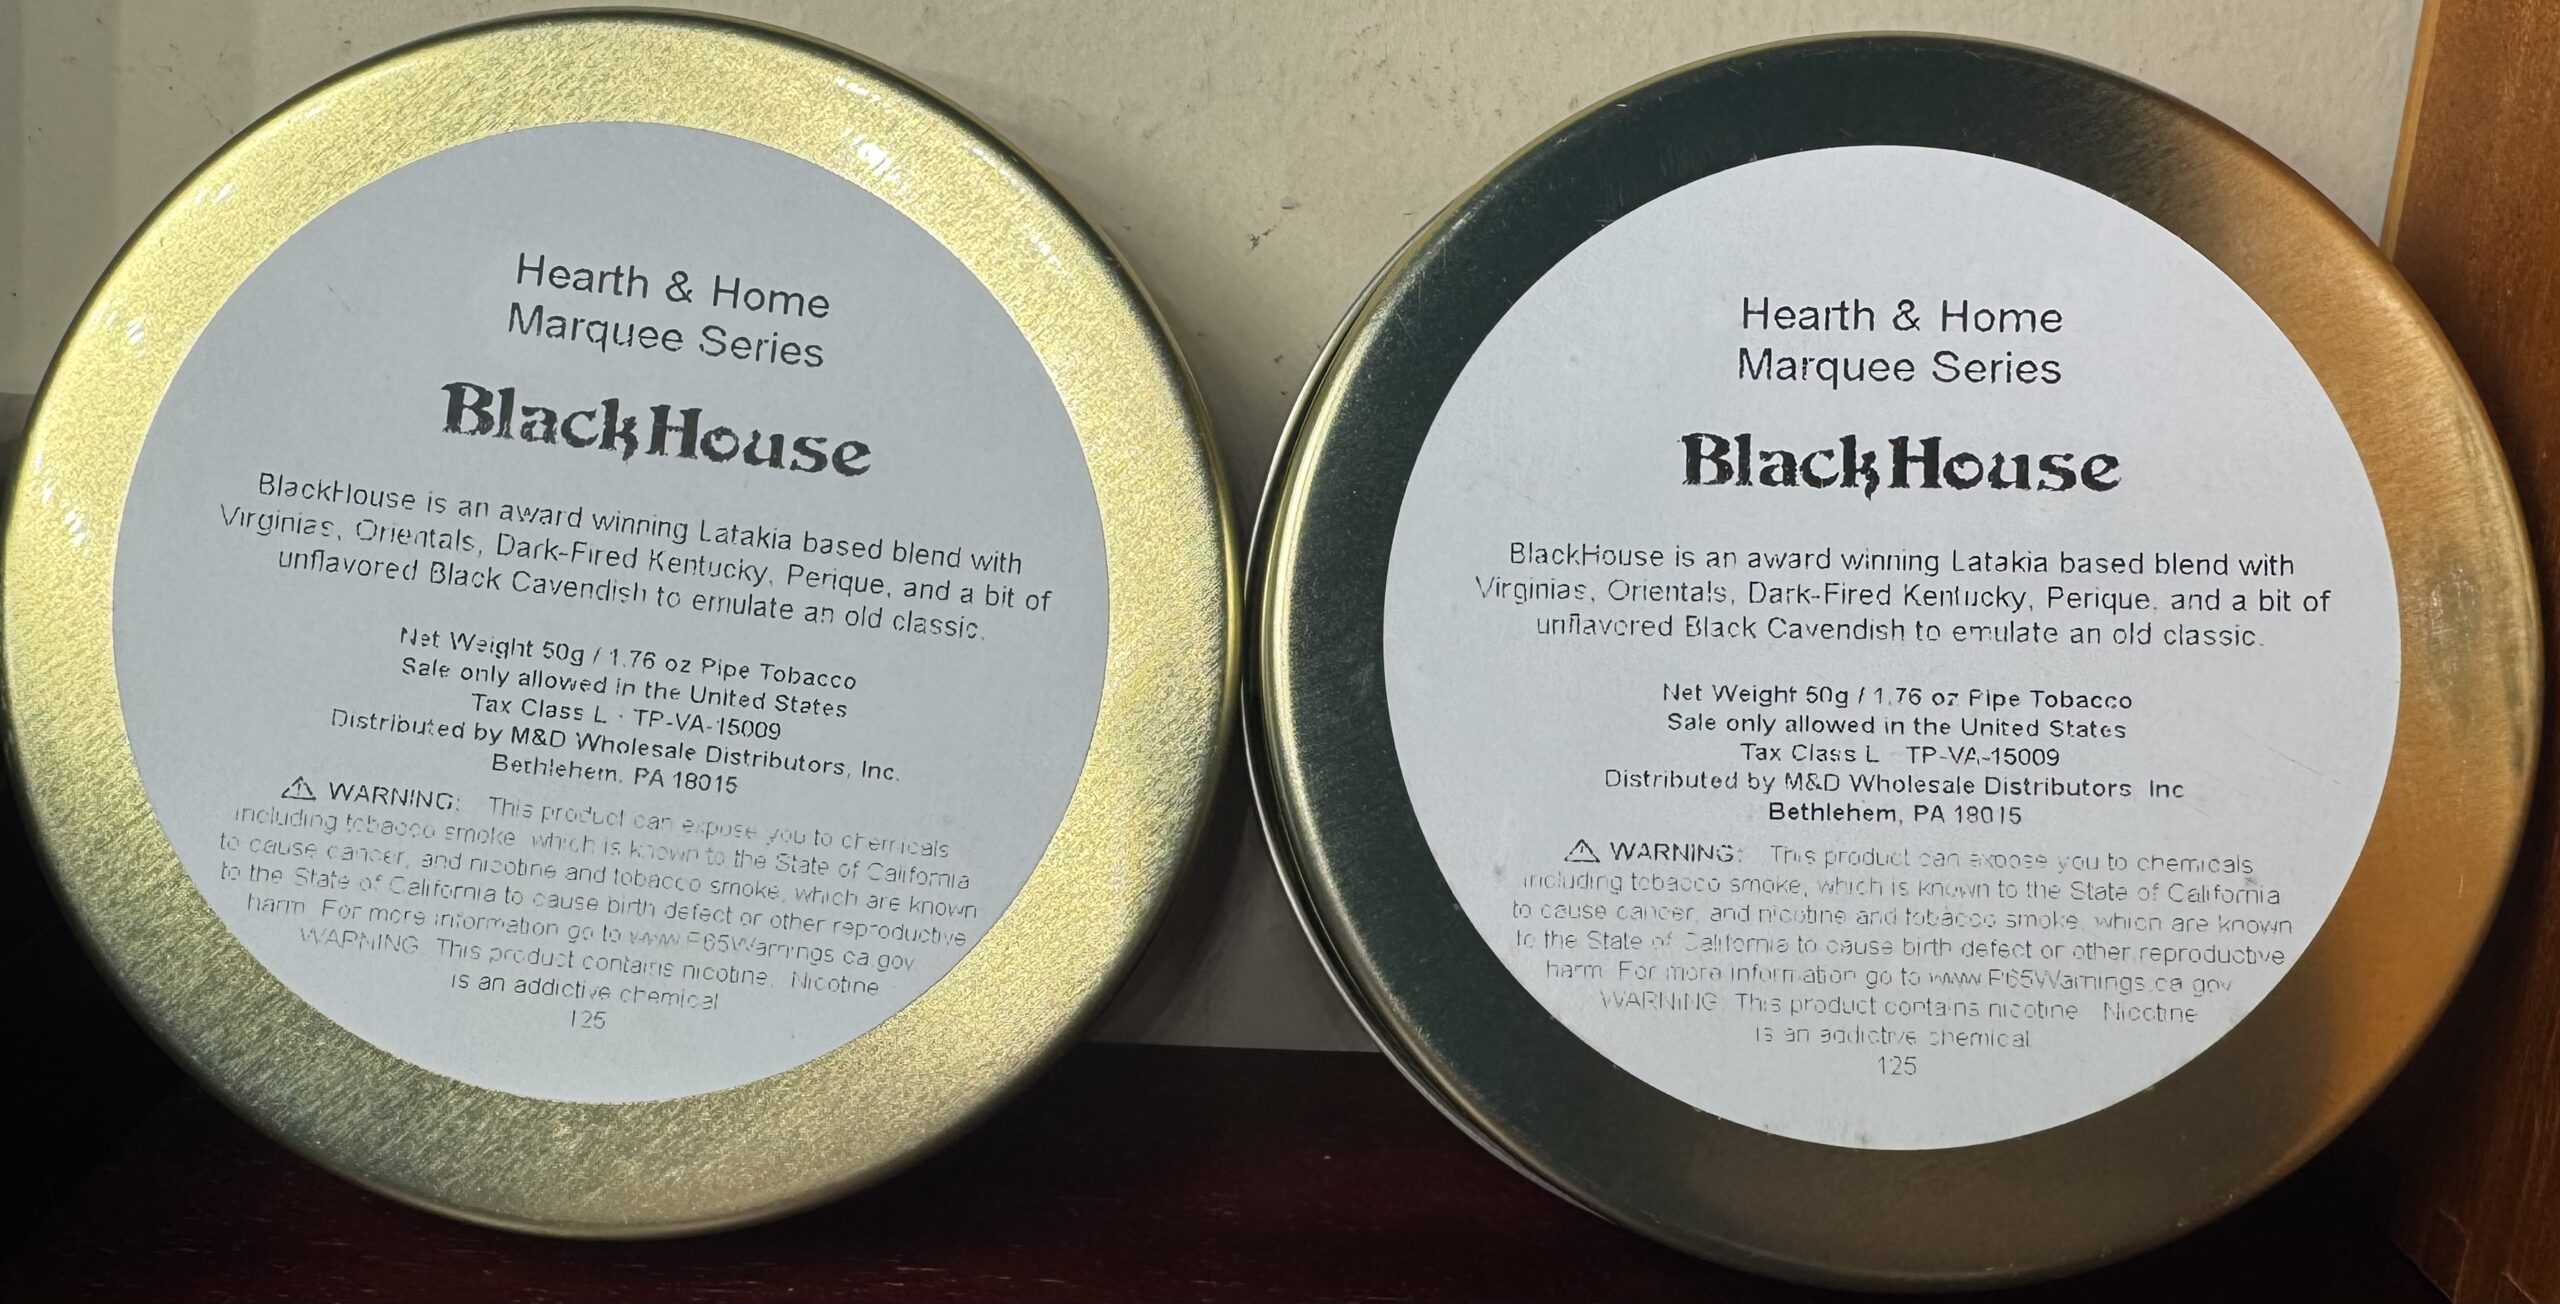 Hearth & Home
Marquee Series
BlackHouse
BlackHouse is an award winning Latakia based blend with
Virginias, Orientals, Dark-Fired Kentucky, Perique, and a bit of
unflavored Black Cavendish to emulate an old classic.
Net Weight 50g / 1.76 oz Pipe Tobacco
Sale only allowed in the United States
Tax Class L · TP-VA-15009
Distributed by M&D Wholesale Distributors, Inc.
Bethlehem, PA 18015
⚠ WARNING: This product can expose you to chemicals
including tobacco smoke, which is known to the State of California
to cause cancer, and nicotine and tobacco smoke, which are known
to the State of California to cause birth defect or other reproductive
harm. For more information go to www.P65Warnings.ca.gov
WARNING: This product contains nicotine. Nicotine
is an addictive chemical
125
Hearth & Home
Marquee Series
BlackHouse
BlackHouse is an award winning Latakia based blend with
Virginias, Orientals, Dark-Fired Kentucky, Perique, and a bit of
unflavored Black Cavendish to emulate an old classic.
Net Weight 50g / 1.76 oz Pipe Tobacco
Sale only allowed in the United States
Tax Class L TP-VA-15009
Distributed by M&D Wholesale Distributors Inc
Bethlehem, PA 18015
⚠ WARNING: This product can expose you to chemicals
including tobacco smoke, which is known to the State of California
to cause cancer, and nicotine and tobacco smoke, which are known
to the State of California to cause birth defect or other reproductive
harm. For more information go to www.P65Warnings.ca.gov
WARNING: This product contains nicotine. Nicotine
is an addictive chemical
125